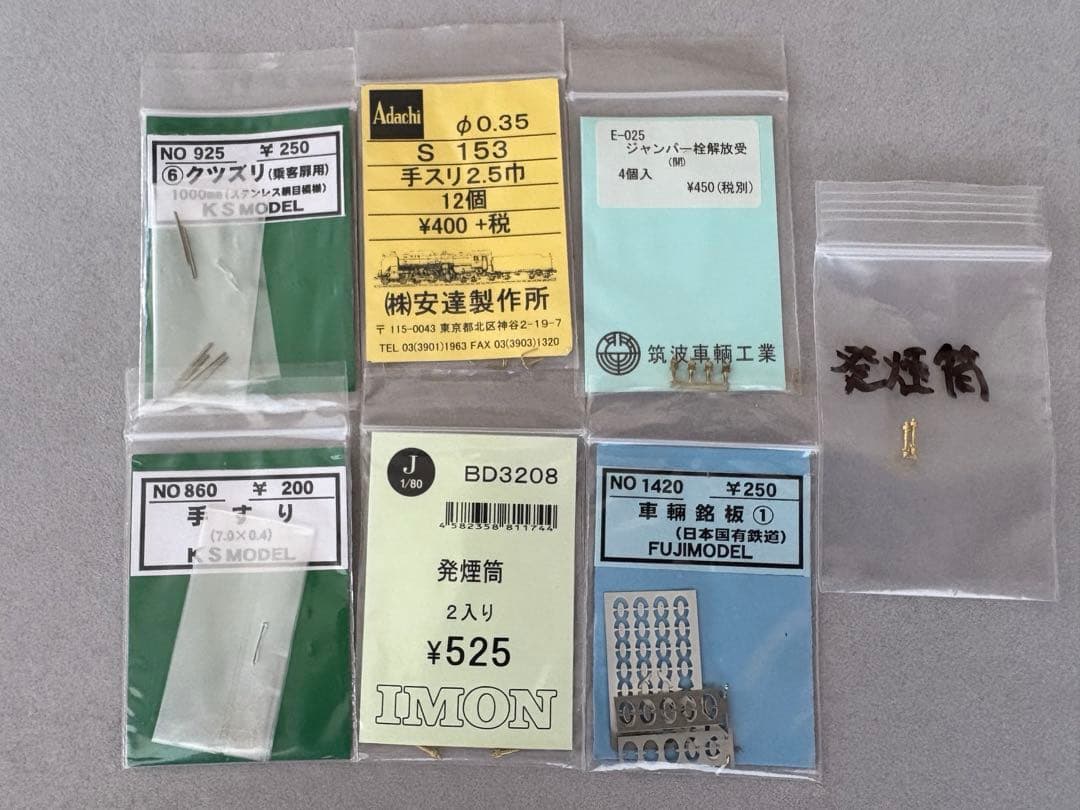 NO 925 ¥ 250
⑥クツズリ(乗客扉用)
1000mm(ステンレス網目模様)
KS MODEL
Adachi
φ0.35
S 153
手スリ2.5巾
12個
¥400 +税
㈱安達製作所
〒115-0043 東京都北区神谷2-19-7
TEL 03(3901)1963 FAX 03(3903)1320
E-025
ジャンパー栓解放受
(関)
4個入
¥450(税別)
筑波車輌工業
発煙筒
NO 860 ¥ 200
手すり
(7.0×0.4)
KS MODEL
J
1/80
BD3208
4 582358 811744
発煙筒
2入り
¥525
IMON
NO 1420 ¥250
車輌銘板①
(日本国有鉄道)
FUJIMODEL